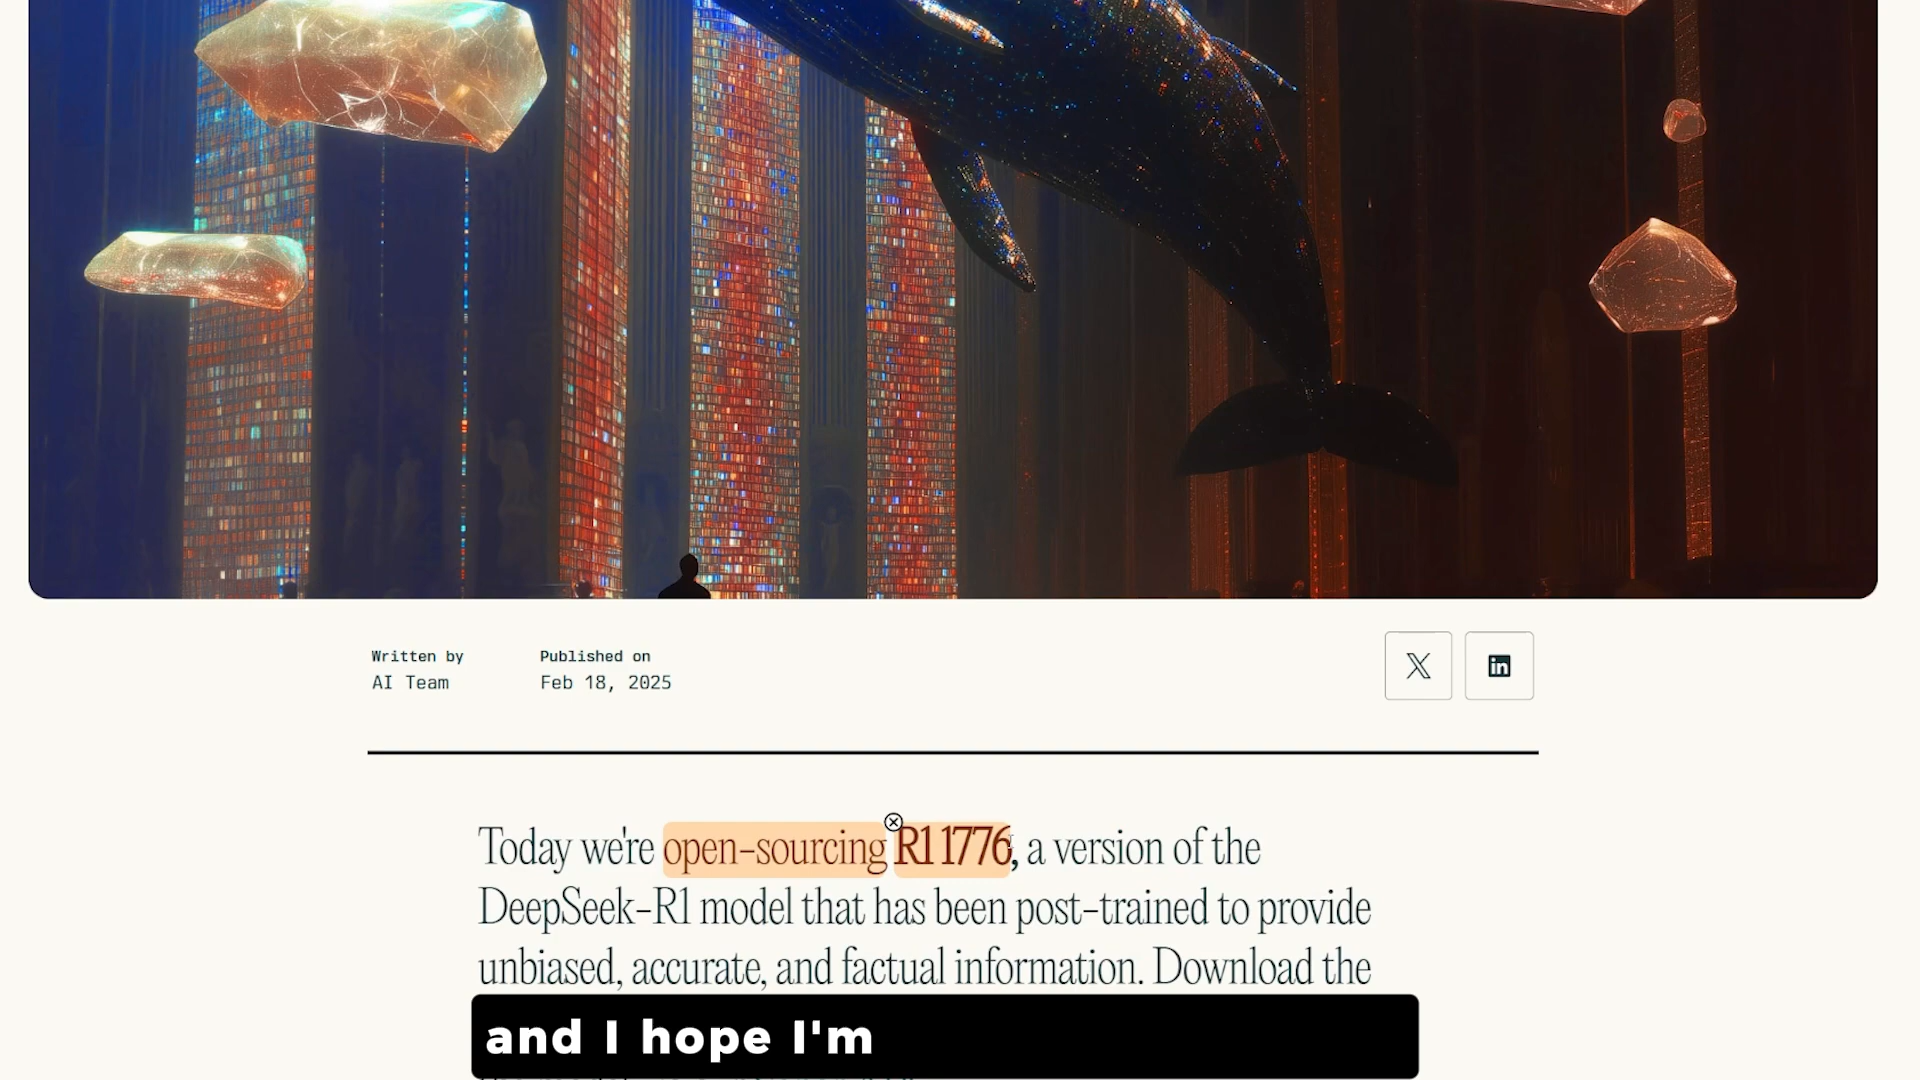 Written by
AI Team
Published on
Feb 18, 2025
Today we're open-sourcing R1 1776, a version of the
DeepSeek-R1 model that has been post-trained to provide
unbiased, accurate, and factual information. Download the
and I hope I'm